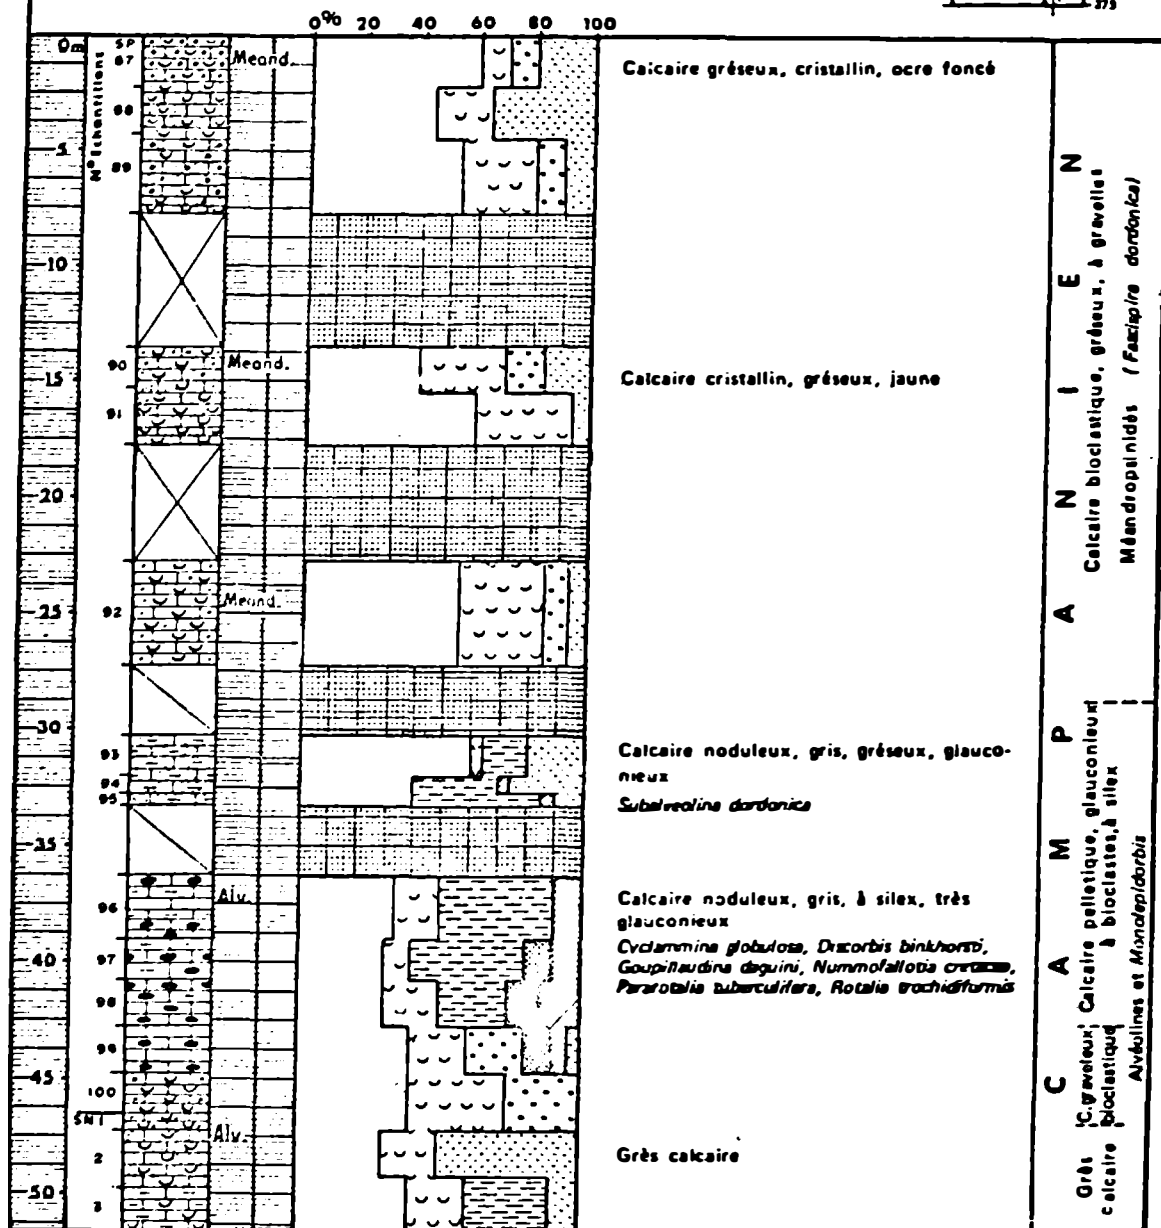 373
0% 20 40 60 80 100
0m
N° Echantillons
SP
87
Meand.
Calcaire gréseux, cristallin, ocre foncé
88
5
89
10
90
Meand.
15
Calcaire cristallin, gréseux, jaune
91
20
25
92
Meand.
30
93
Calcaire noduleux, gris, gréseux, glauco-
nieux
94
95
Subalveolina dordonica
35
Alv.
96
Calcaire noduleux, gris, à silex, très
glauconieux
Cyclammina globulosa, Discorbis binkhorsti,
40
97
Goupillaudina daguini, Nummofallotia cretacea,
98
Pararotalia tuberculifera, Rotalia trochidiformis
99
45
100
SN 1
Alv.
2
Grès calcaire
50
3
CAMPANIEN
Calcaire bioclastique, gréseux, à gravelles
Méandropsinidés (Fascispira dordonica)
Calcaire pelletique, glauconieux
à bioclastes, à silex
Alvéolines et Monolepidorbis
C. graveleux
bioclastique
Grès
calcaire